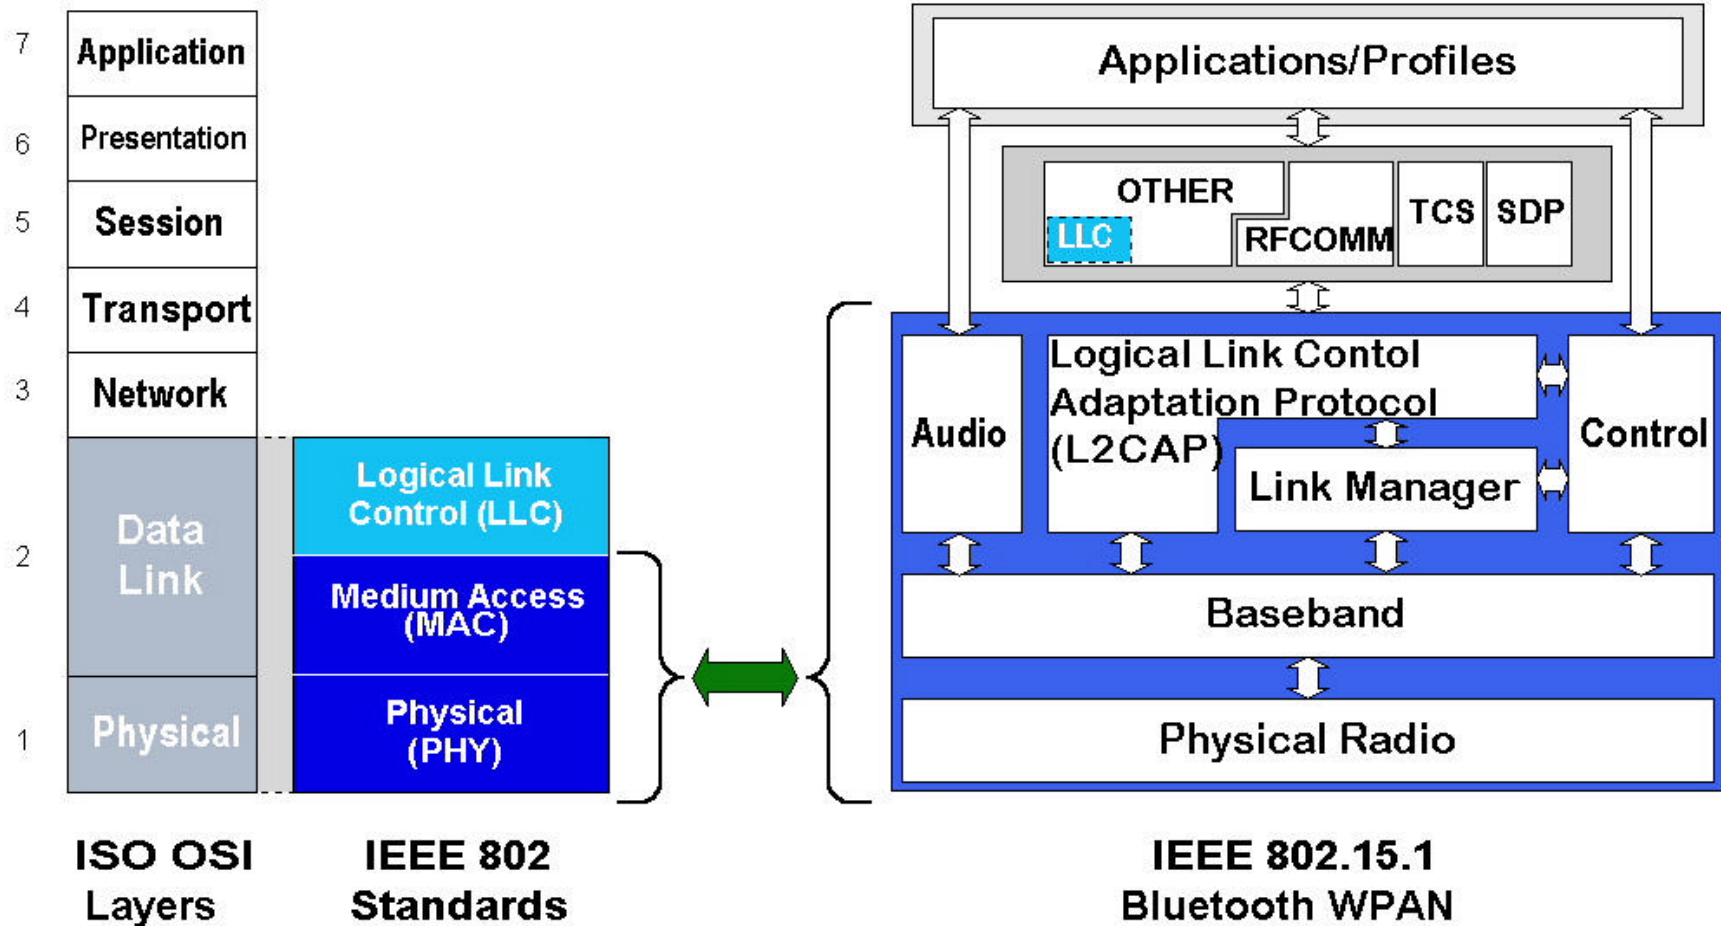 7
Application
6
Presentation
5
Session
4
Transport
3
Network
2
Data
Link
1
Physical
ISO OSI
Layers
Logical Link
Control (LLC)
Medium Access
(MAC)
Physical
(PHY)
IEEE 802
Standards
Applications/Profiles
OTHER
LLC
RFCOMM
TCS
SDP
Audio
Logical Link Contol
Adaptation Protocol
(L2CAP)
Link Manager
Control
Baseband
Physical Radio
IEEE 802.15.1
Bluetooth WPAN